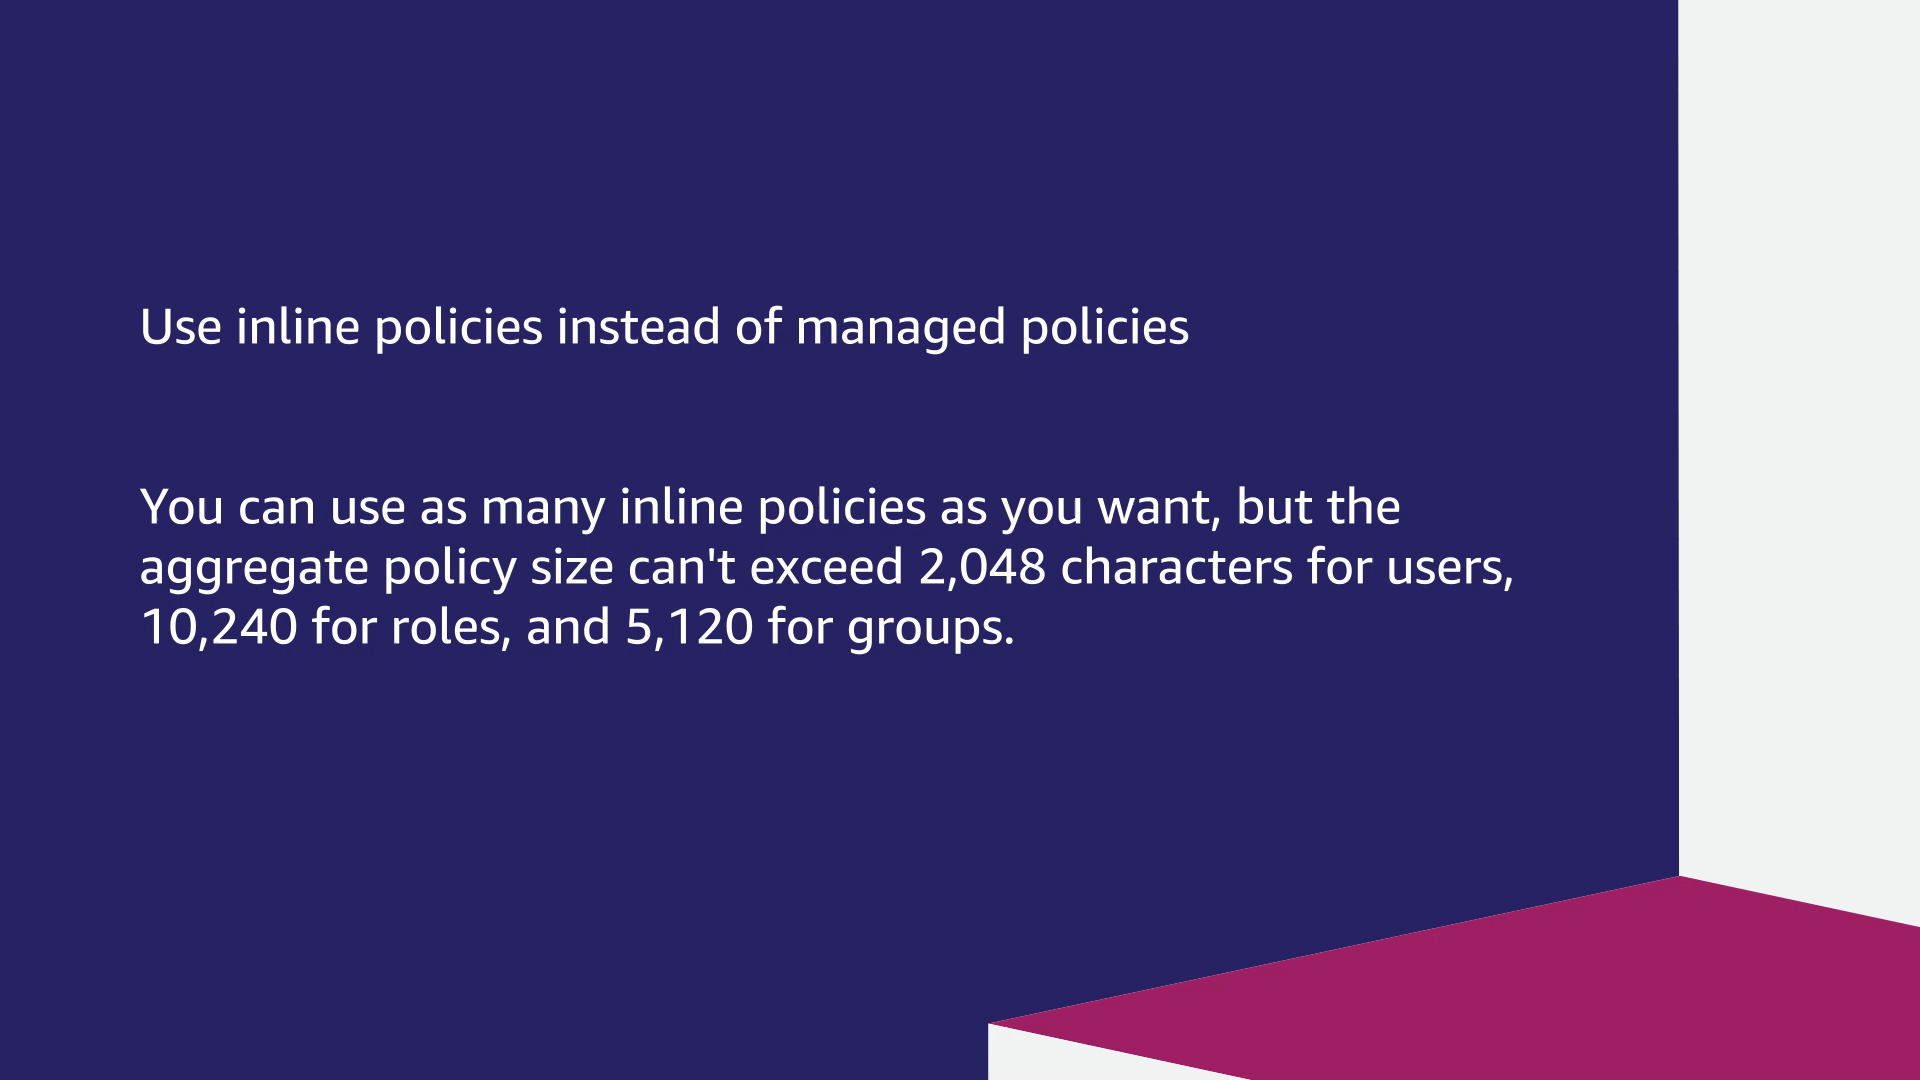 Use inline policies instead of managed policies
You can use as many inline policies as you want, but the
aggregate policy size can't exceed 2,048 characters for users,
10,240 for roles, and 5,120 for groups.